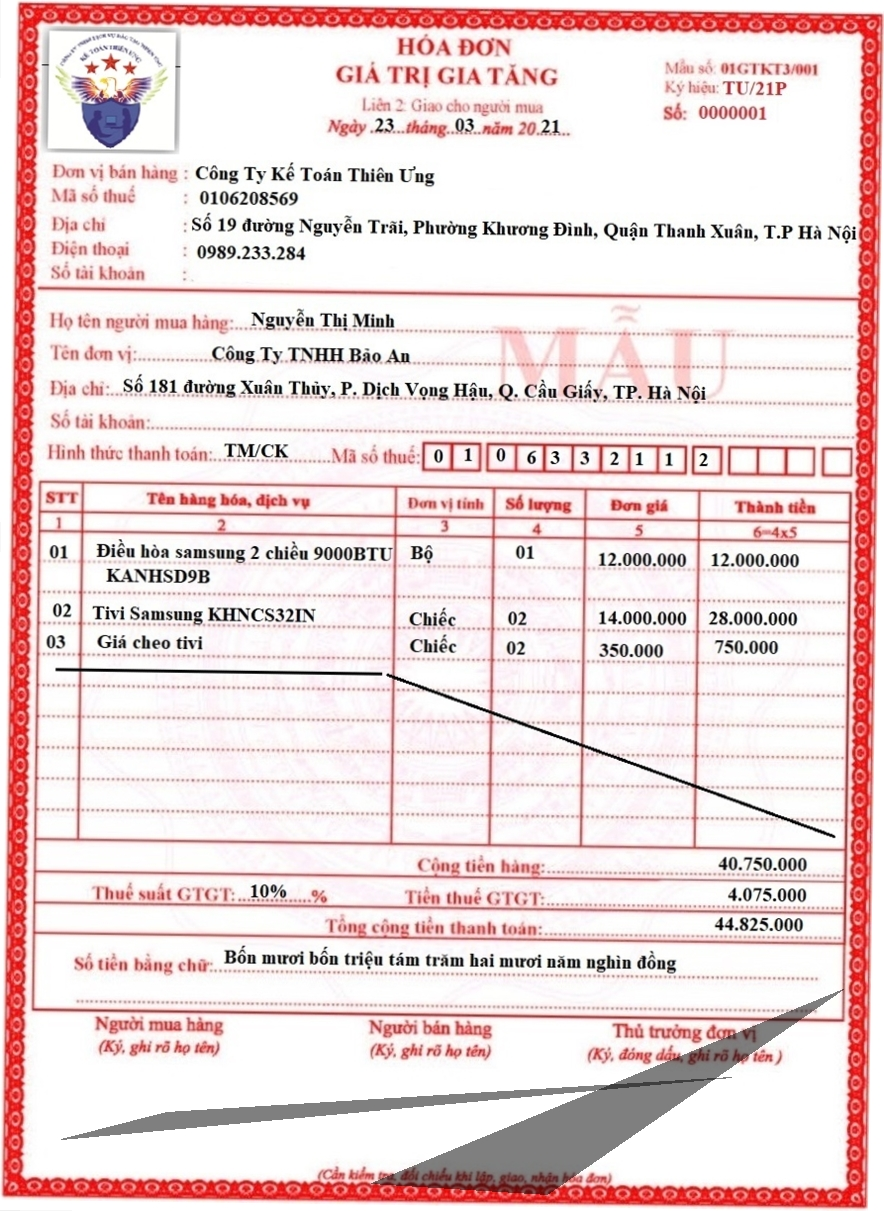 CÔNG TY TNHH DỊCH VỤ ĐÀO TẠO THIÊN ƯNG
KẾ TOÁN THIÊN ƯNG
HÓA ĐƠN
GIÁ TRỊ GIA TĂNG
Liên 2: Giao cho người mua
Ngày .23...tháng..03..năm 20.21..
Mẫu số: 01GTKT3/001
Ký hiệu: TU/21P
Số: 0000001
Đơn vị bán hàng : Công Ty Kế Toán Thiên Ưng
Mã số thuế : 0106208569
Địa chỉ : Số 19 đường Nguyễn Trãi, Phường Khương Đình, Quận Thanh Xuân, T.P Hà Nội
Điện thoại : 0989.233.284
Số tài khoản :
MẪU
Họ tên người mua hàng: Nguyễn Thị Minh
Tên đơn vị: Công Ty TNHH Bảo An
Địa chỉ: Số 181 đường Xuân Thủy, P. Dịch Vọng Hậu, Q. Cầu Giấy, TP. Hà Nội
Số tài khoản:
Hình thức thanh toán: TM/CK Mã số thuế: 0 1 0 6 3 3 2 1 1 2
STT Tên hàng hóa, dịch vụ Đơn vị tính Số lượng Đơn giá Thành tiền
1 2 3 4 5 6=4x5
01 Điều hòa samsung 2 chiều 9000BTU Bộ 01 12.000.000 12.000.000
KANHSD9B
02 Tivi Samsung KHNCS32IN Chiếc 02 14.000.000 28.000.000
03 Giá cheo tivi Chiếc 02 350.000 750.000
Cộng tiền hàng: 40.750.000
Thuế suất GTGT: 10% % Tiền thuế GTGT: 4.075.000
Tổng cộng tiền thanh toán: 44.825.000
Số tiền bằng chữ: Bốn mươi bốn triệu tám trăm hai mươi năm nghìn đồng
Người mua hàng Người bán hàng Thủ trưởng đơn vị
(Ký, ghi rõ họ tên) (Ký, ghi rõ họ tên) (Ký, đóng dấu, ghi rõ họ tên )
(Cần kiểm tra, đối chiếu khi lập, giao, nhận hóa đơn)